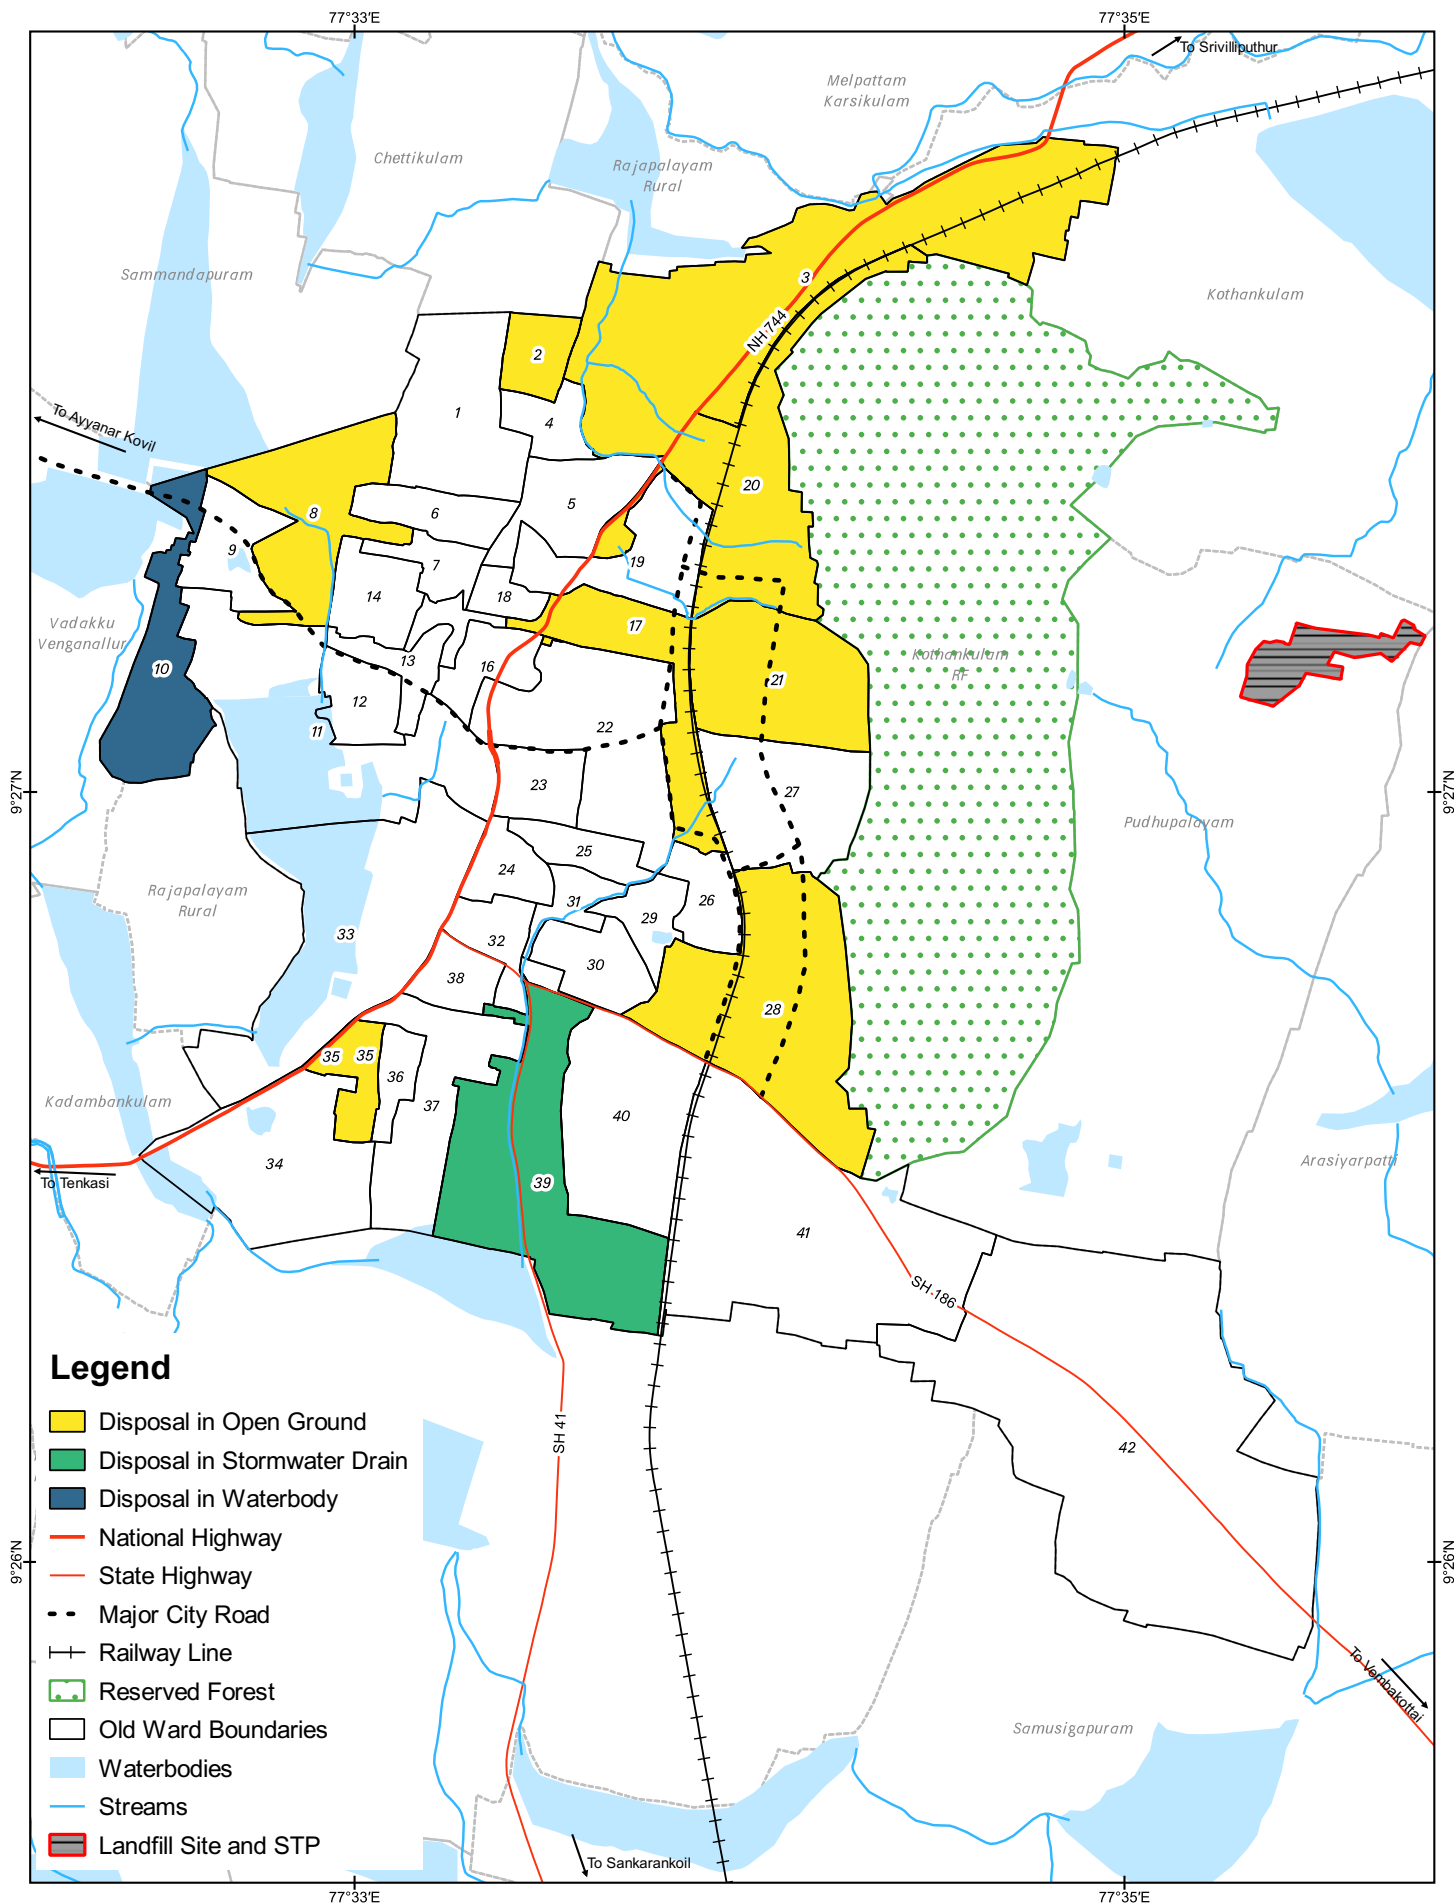 77°33'E
77°35'E
To Srivilliputhur
Melpattam
Karsikulam
Chettikulam
Rajapalayam
Rural
Sammandapuram
Kothankulam
3
NH 744
2
1
4
To Ayyanar Kovil
20
5
6
8
9
19
7
14
18
Vadakku
Venganallur
17
Kothankulam
RF
10
13
16
21
12
11
22
9°27'N
9°27'N
23
27
Pudhupalayam
25
24
Rajapalayam
Rural
31
26
29
33
32
30
38
28
35
35
36
37
40
Kadambankulam
34
Arasiyarpatti
To Tenkasi
39
41
SH 186
Legend
Disposal in Open Ground
Disposal in Stormwater Drain
Disposal in Waterbody
National Highway
State Highway
Major City Road
Railway Line
Reserved Forest
Old Ward Boundaries
Waterbodies
Streams
Landfill Site and STP
SH 41
42
9°26'N
9°26'N
To Vembakottai
Samusigapuram
To Sankarankoil
77°33'E
77°35'E